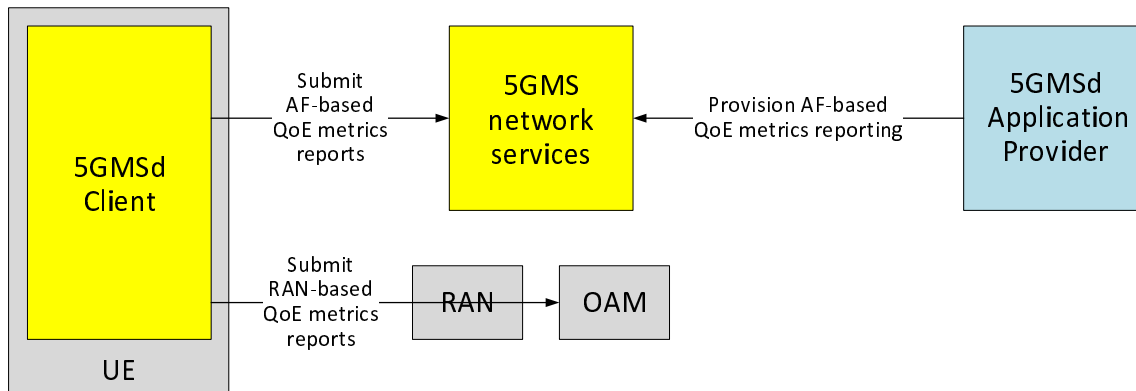 5GMSd
Client
UE
Submit
AF-based
QoE metrics
reports
5GMS
network
services
Provision AF-based
QoE metrics reporting
5GMSd
Application
Provider
Submit
RAN-based
QoE metrics
reports
RAN
OAM